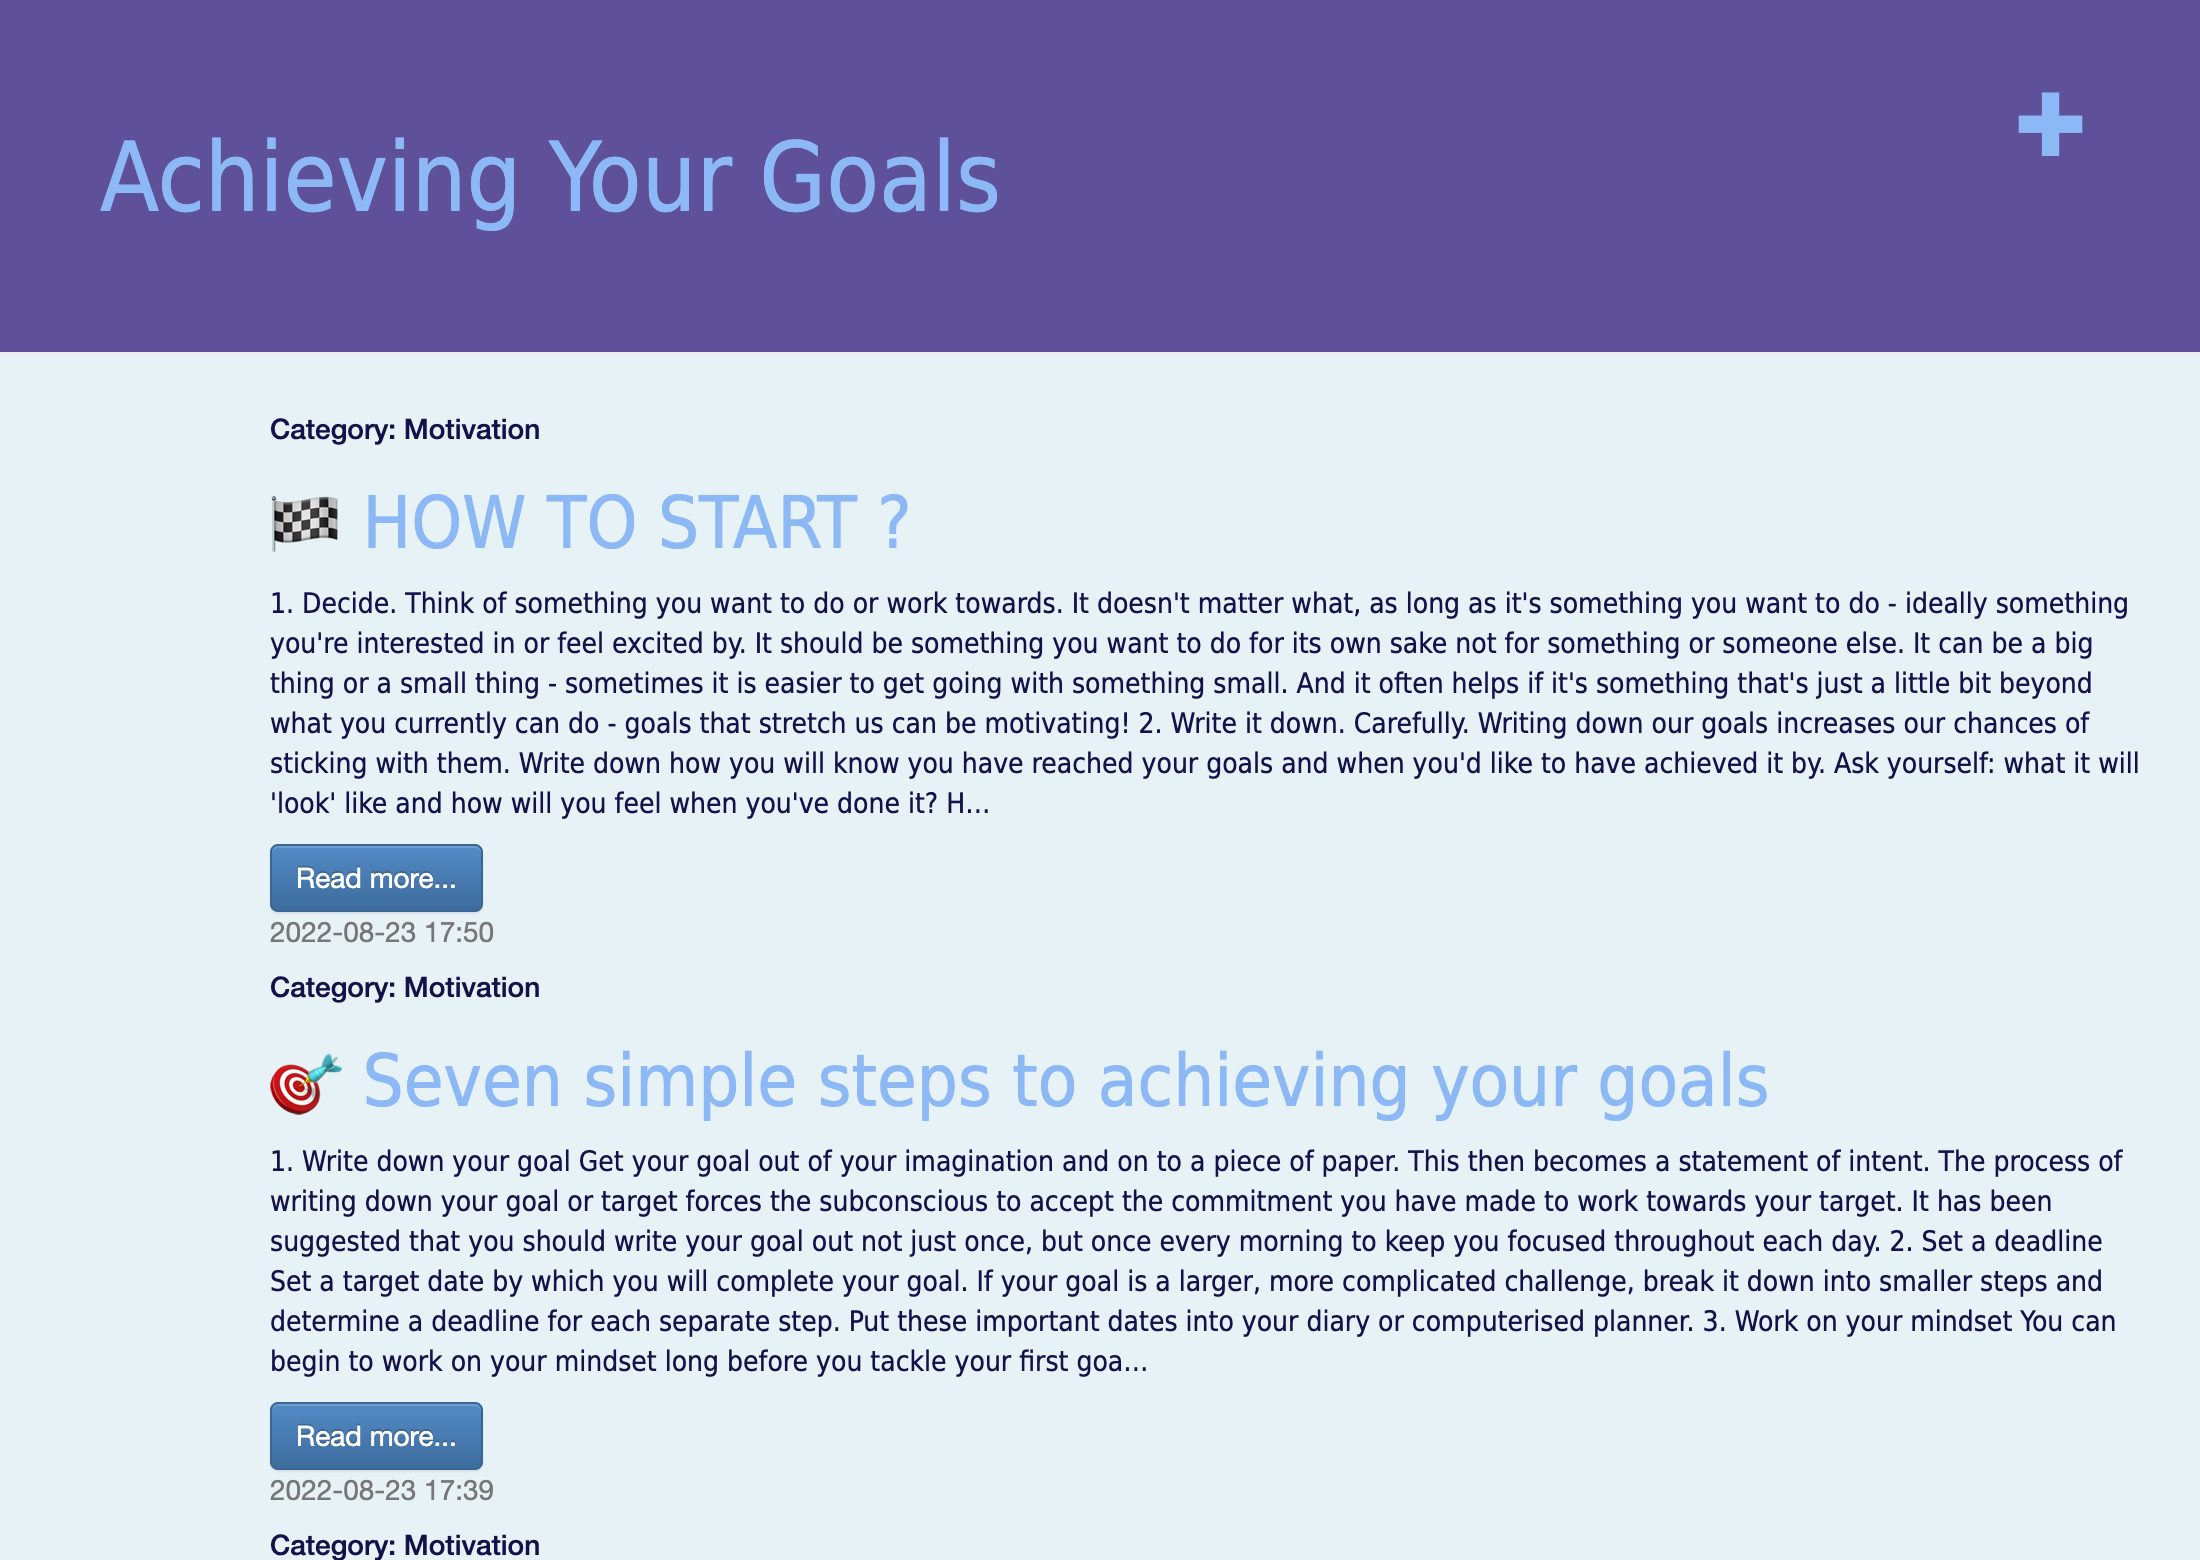 Achieving Your Goals
Category: Motivation
HOW TO START ?
1. Decide. Think of something you want to do or work towards. It doesn't matter what, as long as it's something you want to do - ideally something
you're interested in or feel excited by. It should be something you want to do for its own sake not for something or someone else. It can be a big
thing or a small thing - sometimes it is easier to get going with something small. And it often helps if it's something that's just a little bit beyond
what you currently can do - goals that stretch us can be motivating! 2. Write it down. Carefully. Writing down our goals increases our chances of
sticking with them. Write down how you will know you have reached your goals and when you'd like to have achieved it by. Ask yourself: what it will
'look' like and how will you feel when you've done it? H...
Read more...
2022-08-23 17:50
Category: Motivation
Seven simple steps to achieving your goals
1. Write down your goal Get your goal out of your imagination and on to a piece of paper. This then becomes a statement of intent. The process of
writing down your goal or target forces the subconscious to accept the commitment you have made to work towards your target. It has been
suggested that you should write your goal out not just once, but once every morning to keep you focused throughout each day. 2. Set a deadline
Set a target date by which you will complete your goal. If your goal is a larger, more complicated challenge, break it down into smaller steps and
determine a deadline for each separate step. Put these important dates into your diary or computerised planner. 3. Work on your mindset You can
begin to work on your mindset long before you tackle your first goa...
Read more...
2022-08-23 17:39
Category: Motivation